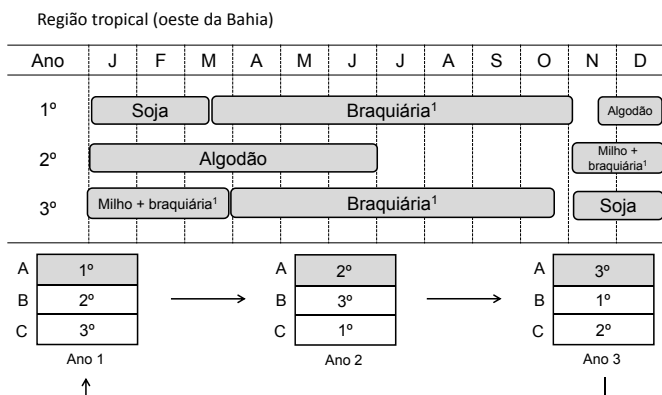 Região tropical (oeste da Bahia)
Ano J F M A M J J A S O N D
1º Soja Braquiária¹ Algodão
2º Algodão Milho + braquiária¹
3º Milho + braquiária¹ Braquiária¹ Soja
A 1º A 2º A 3º
B 2º B 3º B 1º
C 3º C 1º C 2º
Ano 1 Ano 2 Ano 3